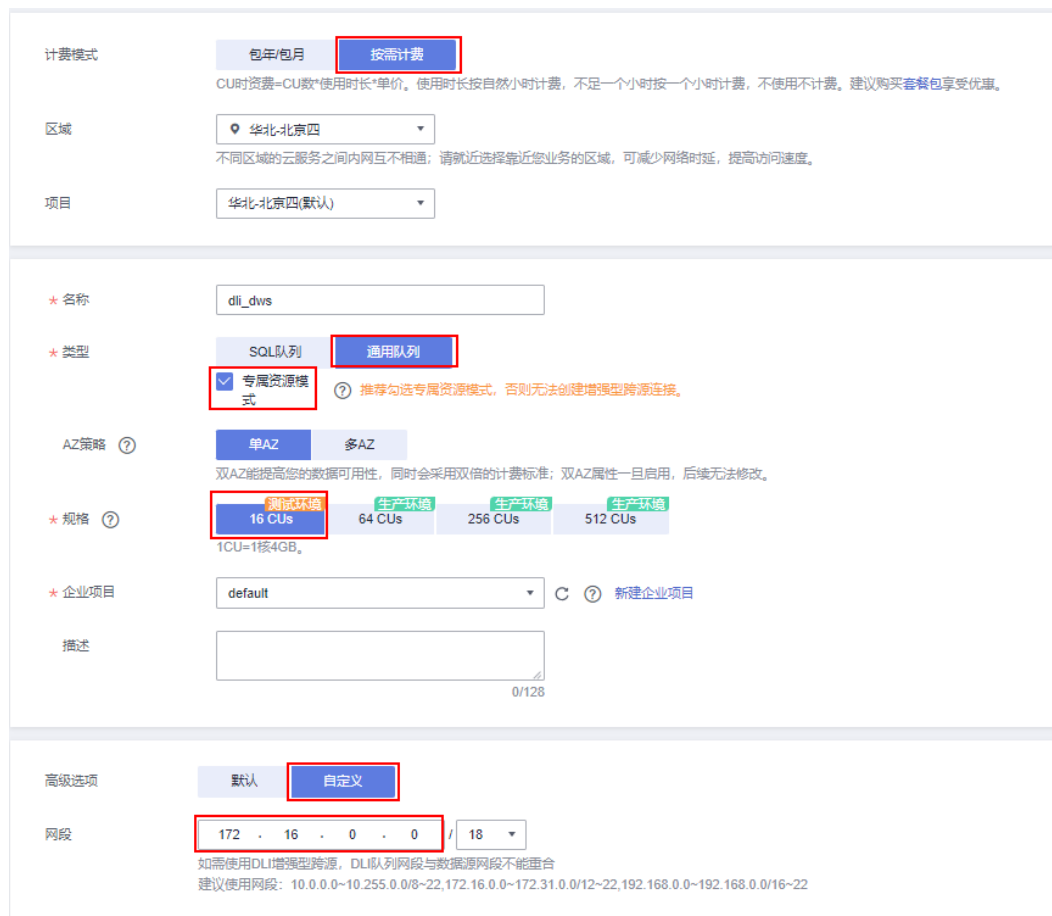 计费模式 包年/包月 按需计费
CU时资费=CU数*使用时长*单价。使用时长按自然小时计费，不足一个小时按一个小时计费，不使用不计费。建议购买套餐包享受优惠。
区域 华北-北京四
不同区域的云服务之间内网互不相通；请就近选择靠近您业务的区域，可减少网络时延，提高访问速度。
项目 华北-北京四(默认)
* 名称 dli_dws
* 类型 SQL队列 通用队列
专属资源模
式
? 推荐勾选专属资源模式，否则无法创建增强型跨源连接。
AZ策略 ? 单AZ 多AZ
双AZ能提高您的数据可用性，同时会采用双倍的计费标准；双AZ属性一旦启用，后续无法修改。
测试环境 生产环境 生产环境 生产环境
* 规格 ? 16 CUs 64 CUs 256 CUs 512 CUs
1CU=1核4GB。
* 企业项目 default ? 新建企业项目
描述
0/128
高级选项 默认 自定义
网段 172 . 16 . 0 . 0 / 18
如需使用DLI增强型跨源，DLI队列网段与数据源网段不能重合
建议使用网段：10.0.0.0~10.255.0.0/8~22,172.16.0.0~172.31.0.0/12~22,192.168.0.0~192.168.0.0/16~22